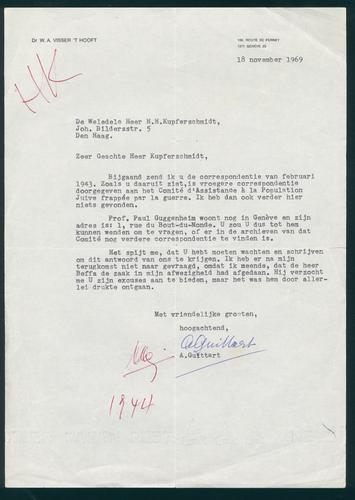 Dr W. A. VISSER 'T HOOFT
150, ROUTE DE FERNEY
1211 GENÈVE 20
18 november 1969
HK
De Weledele Heer H.M.Kupferschmidt,
Joh. Bildersstr. 5
Den Haag.
Zeer Geachte Heer Kupferschmidt,
Bijgaand zend ik u de correspondentie van februari
1943. Zoals u daaruit ziet, is vroegere correspondentie
doorgegeven aan het Comité d'Assistance à la Population
Juive frappée par la guerre. Ik heb dan ook verder hier
niets gevonden.
Prof. Paul Guggenheim woont nog in Genève en zijn
adres is: 1, rue du Bout-du-Monde. U zou U dus tot hem
kunnen wenden om te vragen, of er in de archieven van dat
Comité nog verdere correspondentie te vinden is.
Het spijt me, dat U hebt moeten wachten en schrijven
om dit antwoord van ons te krijgen. Ik heb er na mijn
terugkomst niet naar gevraagd, omdat ik meende, dat de heer
Beffa de zaak in mijn afwezigheid had afgedaan. Hij verzocht
me U zijn excuses aan te bieden, maar het was hem door aller-
lei drukte ontgaan.
Met vriendelijke groeten,
hoogachtend,
A Guittart
A.Guittart
1944